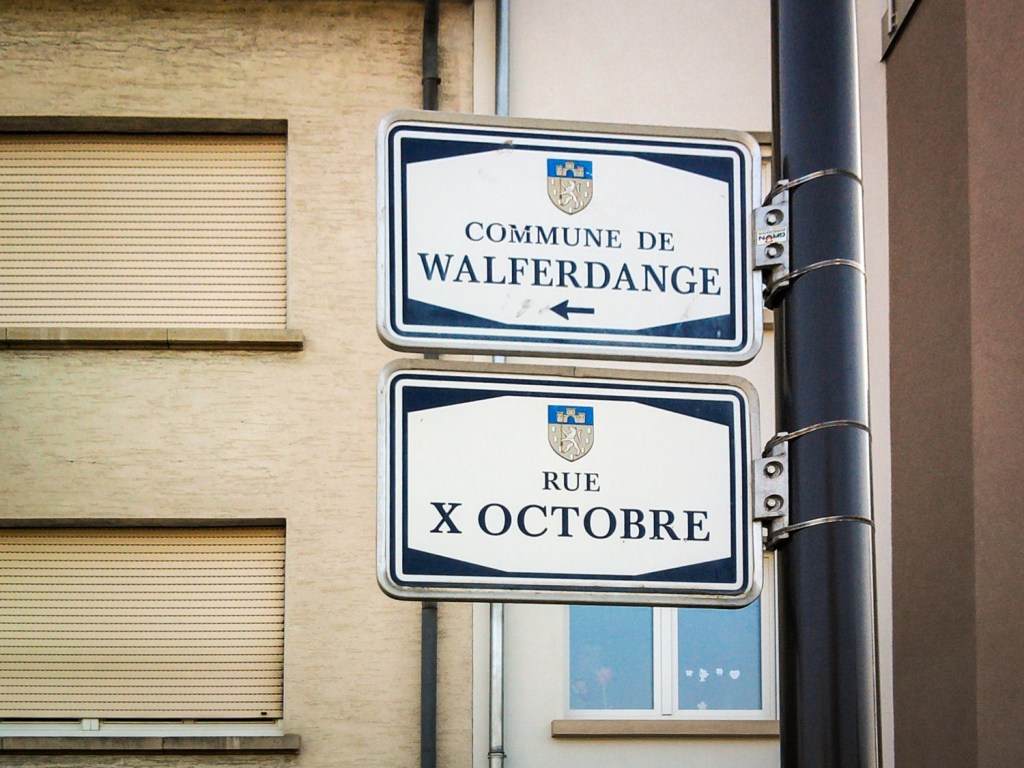 COMMUNE DE
WALFERDANGE
RUE
X OCTOBRE